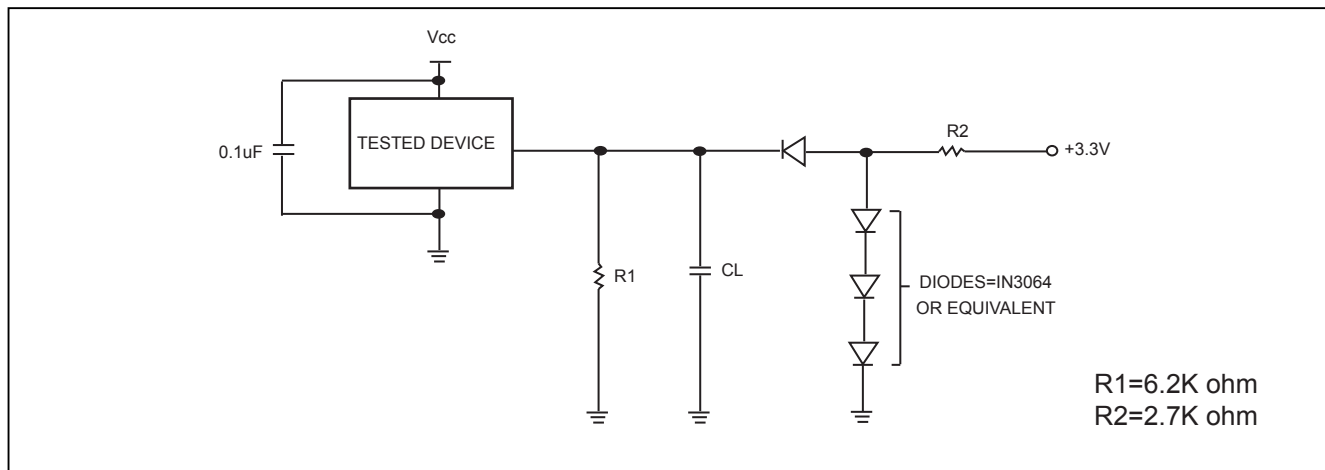 Vcc
0.1uF
TESTED DEVICE
R2
+3.3V
R1
CL
DIODES=IN3064
OR EQUIVALENT
R1=6.2K ohm
R2=2.7K ohm